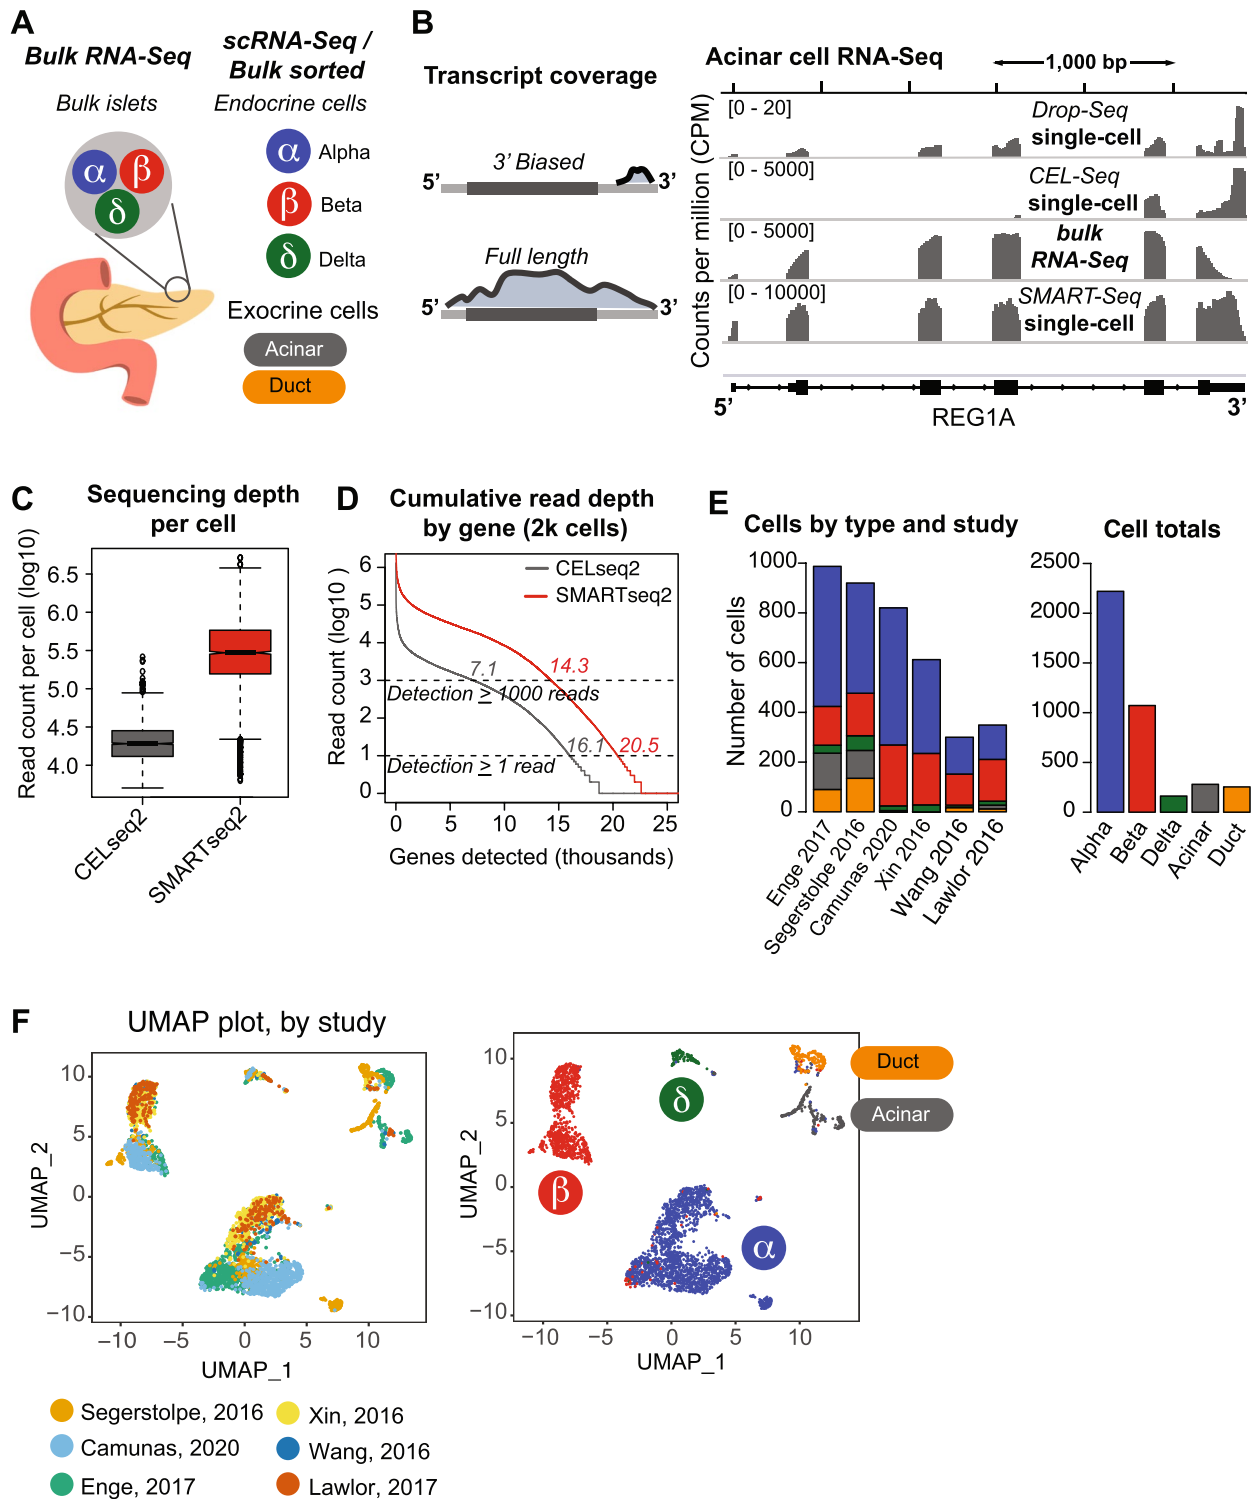 A
Bulk RNA-Seq
scRNA-Seq /
Bulk sorted
Bulk islets
Endocrine cells
α
β
δ
α Alpha
β Beta
δ Delta
Exocrine cells
Acinar
Duct
B
Transcript coverage
3' Biased
5'
3'
Full length
5'
3'
Acinar cell RNA-Seq
1,000 bp
Counts per million (CPM)
[0 - 20]
Drop-Seq
single-cell
[0 - 5000]
CEL-Seq
single-cell
[0 - 5000]
bulk
RNA-Seq
[0 - 10000]
SMART-Seq
single-cell
5'
3'
REG1A
C
Sequencing depth
per cell
Read count per cell (log10)
6.5
6.0
5.5
5.0
4.5
4.0
CELseq2
SMARTseq2
D
Cumulative read depth
by gene (2k cells)
Read count (log10 )
6
5
4
3
2
1
0
CELseq2
SMARTseq2
7.1
14.3
Detection ≥ 1000 reads
16.1
20.5
Detection ≥ 1 read
0 5 10 15 20 25
Genes detected (thousands)
E
Cells by type and study
Number of cells
1000
800
600
400
200
0
Enge 2017
Segerstolpe 2016
Camunas 2020
Xin 2016
Wang 2016
Lawlor 2016
Cell totals
2500
2000
1500
1000
500
0
Alpha
Beta
Delta
Acinar
Duct
F
UMAP plot, by study
UMAP_2
10
5
0
−5
−10
−10 −5 0 5 10
UMAP_1
UMAP_2
10
5
0
−5
−10
−10 −5 0 5 10
UMAP_1
β
δ
α
Duct
Acinar
Segerstolpe, 2016
Camunas, 2020
Enge, 2017
Xin, 2016
Wang, 2016
Lawlor, 2017